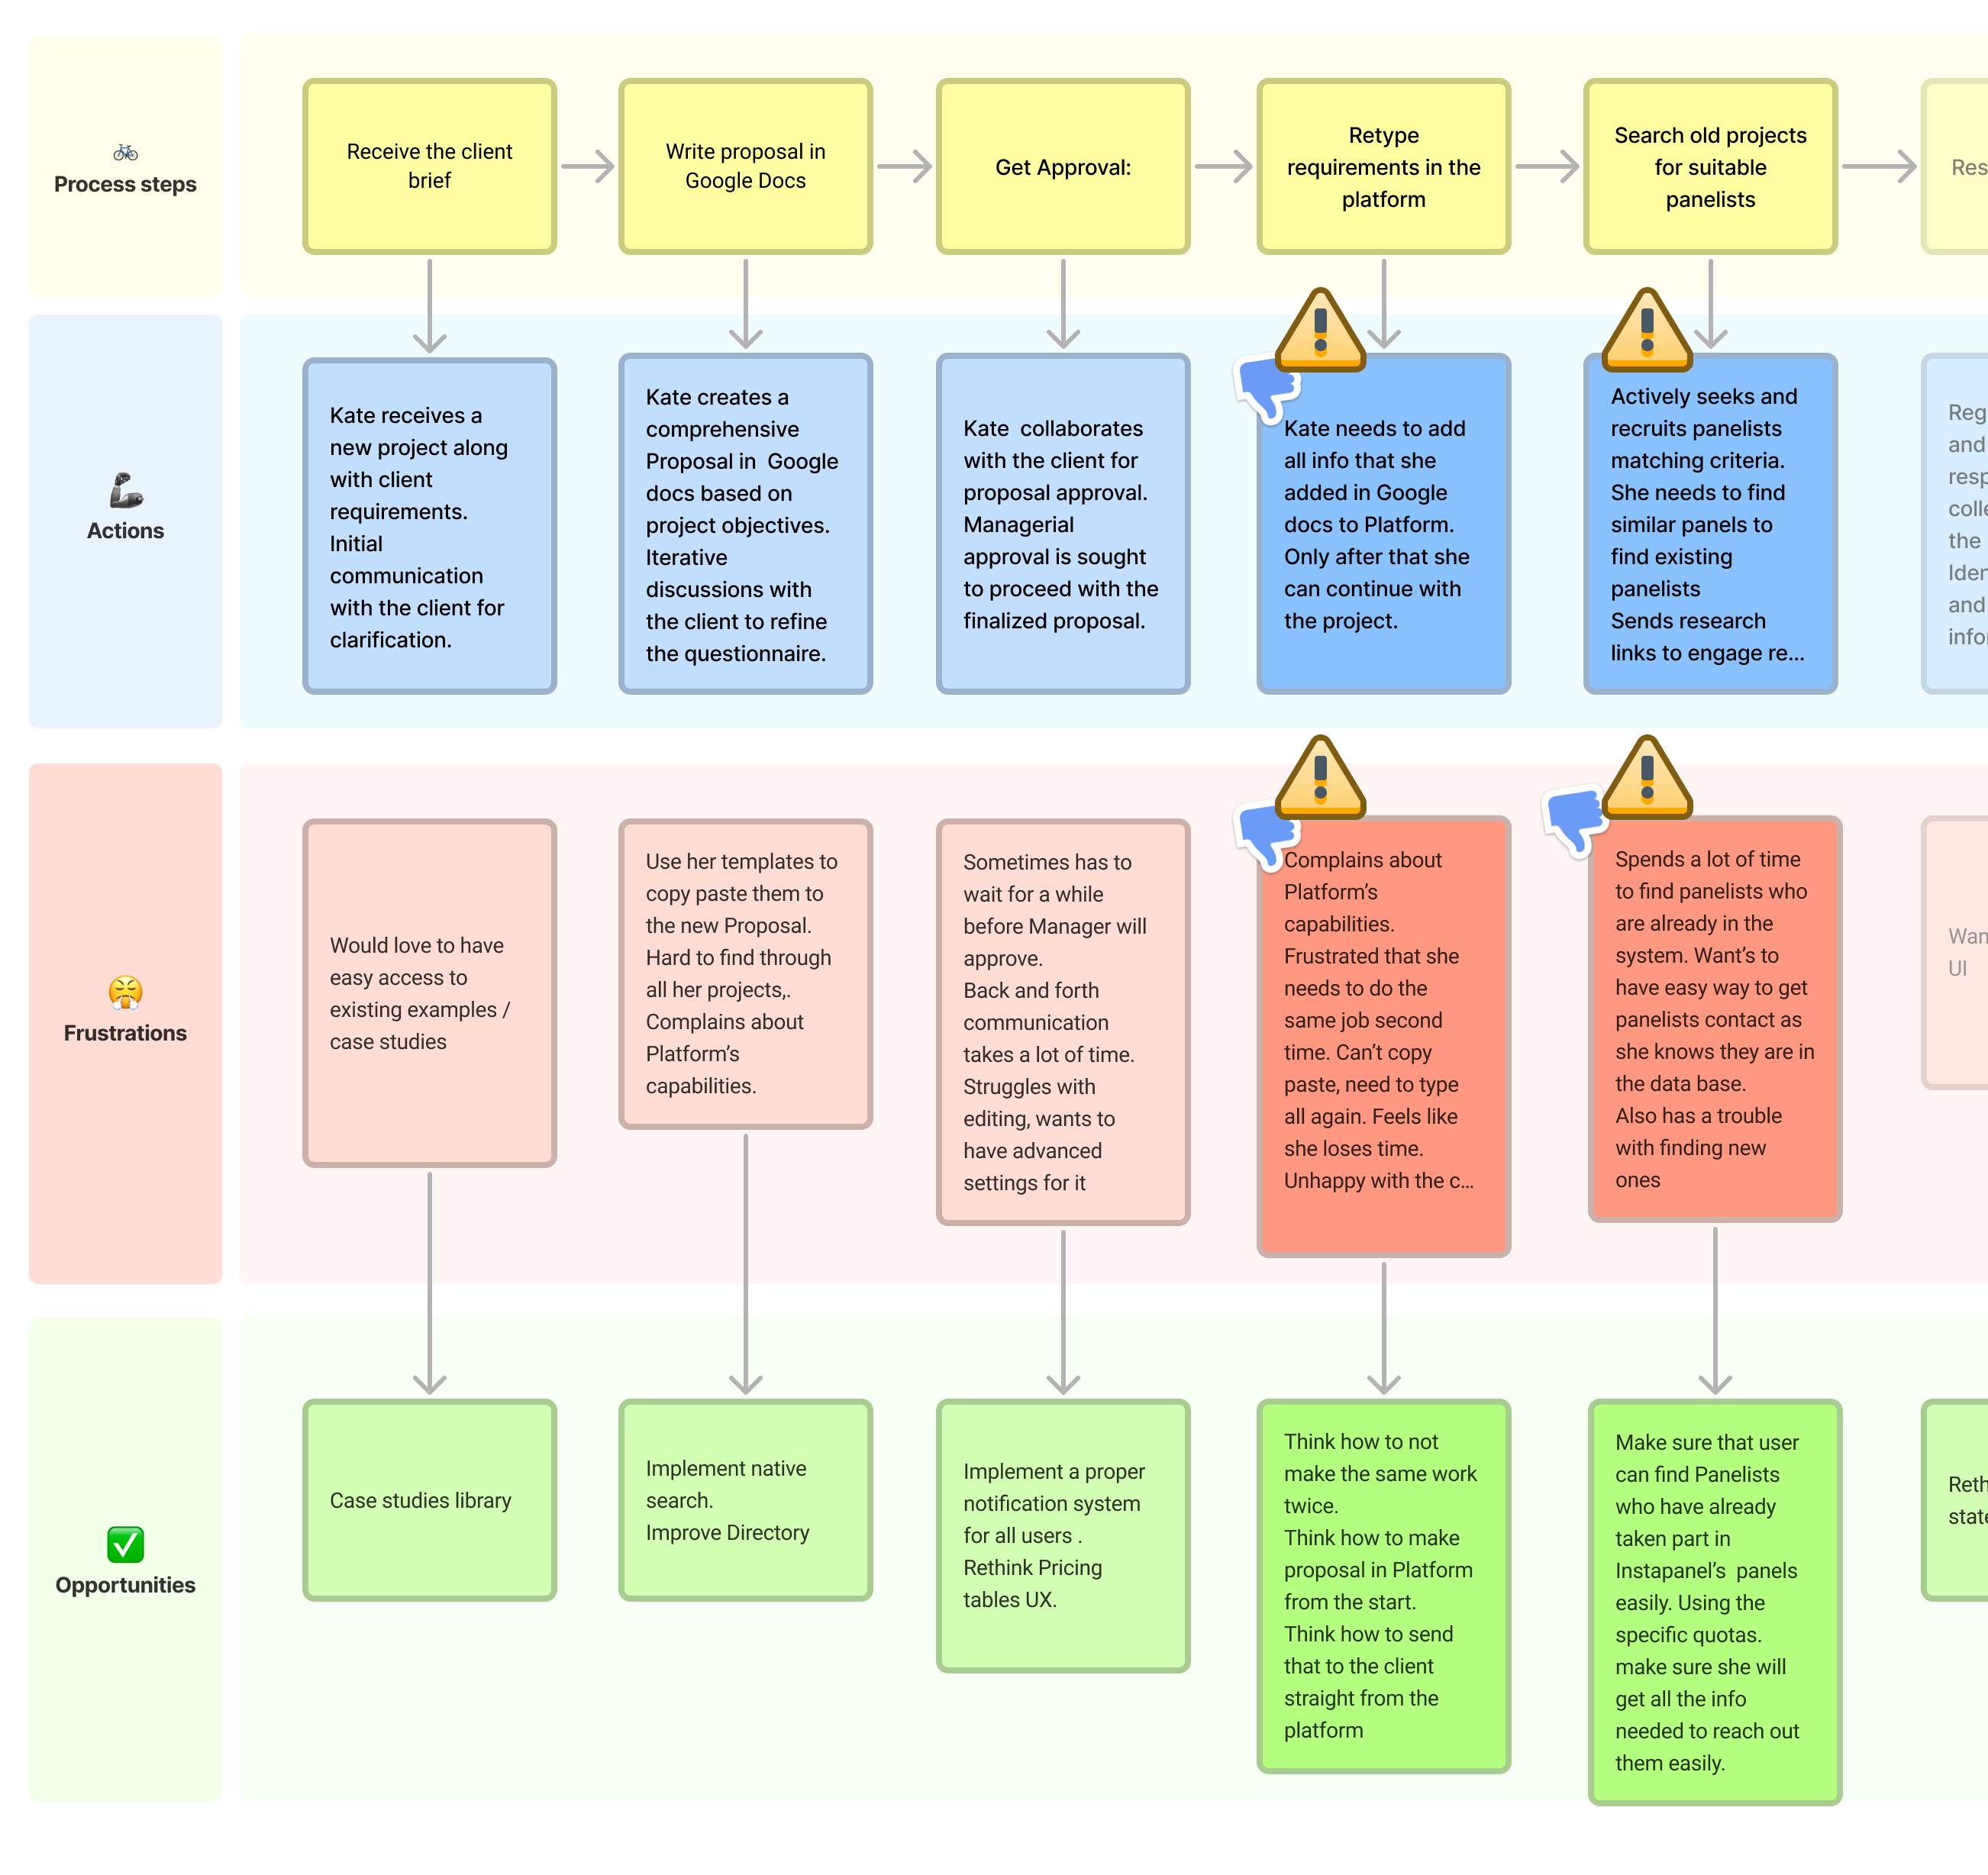 Process steps
Receive the client
brief
Write proposal in
Google Docs
Get Approval:
Retype
requirements in the
platform
Search old projects
for suitable
panelists
Res
Actions
Kate receives a
new project along
with client
requirements.
Initial
communication
with the client for
clarification.
Kate creates a
comprehensive
Proposal in  Google
docs based on
project objectives.
Iterative
discussions with
the client to refine
the questionnaire.
Kate  collaborates
with the client for
proposal approval.
Managerial
approval is sought
to proceed with the
finalized proposal.
Kate needs to add
all info that she
added in Google
docs to Platform.
Only after that she
can continue with
the project.
Actively seeks and
recruits panelists
matching criteria.
She needs to find
similar panels to
find existing
panelists
Sends research
links to engage re...
Reg
and
resp
colle
the
Iden
and
infor
Frustrations
Would love to have
easy access to
existing examples /
case studies
Use her templates to
copy paste them to
the new Proposal.
Hard to find through
all her projects,.
Complains about
Platform’s
capabilities.
Sometimes has to
wait for a while
before Manager will
approve.
Back and forth
communication
takes a lot of time.
Struggles with
editing, wants to
have advanced
settings for it
Complains about
Platform’s
capabilities.
Frustrated that she
needs to do the
same job second
time. Can’t copy
paste, need to type
all again. Feels like
she loses time.
Unhappy with the c...
Spends a lot of time
to find panelists who
are already in the
system. Want’s to
have easy way to get
panelists contact as
she knows they are in
the data base.
Also has a trouble
with finding new
ones
Wan
UI
Opportunities
Case studies library
Implement native
search.
Improve Directory
Implement a proper
notification system
for all users .
Rethink Pricing
tables UX.
Think how to not
make the same work
twice.
Think how to make
proposal in Platform
from the start.
Think how to send
that to the client
straight from the
platform
Make sure that user
can find Panelists
who have already
taken part in
Instapanel’s  panels
easily. Using the
specific quotas.
make sure she will
get all the info
needed to reach out
them easily.
Reth
state